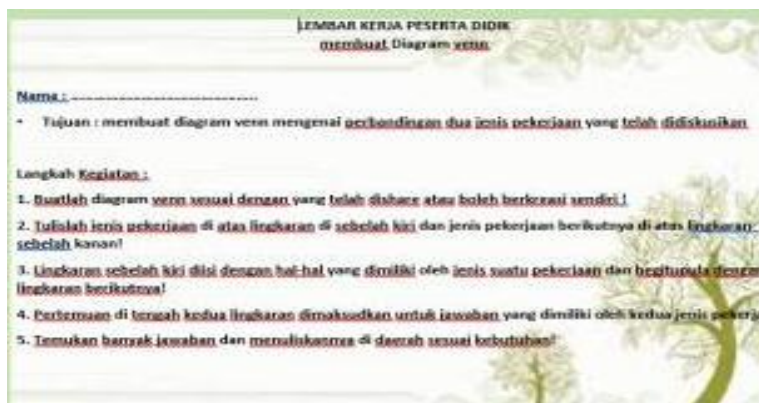 LEMBAR KERJA PESERTA DIDIK
membuat Diagram venn
Nama : ......................................
• Tujuan : membuat diagram venn mengenai perbandingan dua jenis pekerjaan yang telah didiskusikan
Langkah Kegiatan :
1. Buatlah diagram venn sesuai dengan yang telah dishare atau boleh berkreasi sendiri !
2. Tulislah jenis pekerjaan di atas lingkaran di sebelah kiri dan jenis pekerjaan berikutnya di atas lingkaran
sebelah kanan!
3. Lingkaran sebelah kiri diisi dengan hal-hal yang dimiliki oleh jenis suatu pekerjaan dan begitupula dengan
lingkaran berikutnya!
4. Pertemuan di tengah kedua lingkaran dimaksudkan untuk jawaban yang dimiliki oleh kedua jenis pekerja
5. Temukan banyak jawaban dan menuliskannya di daerah sesuai kebutuhan!